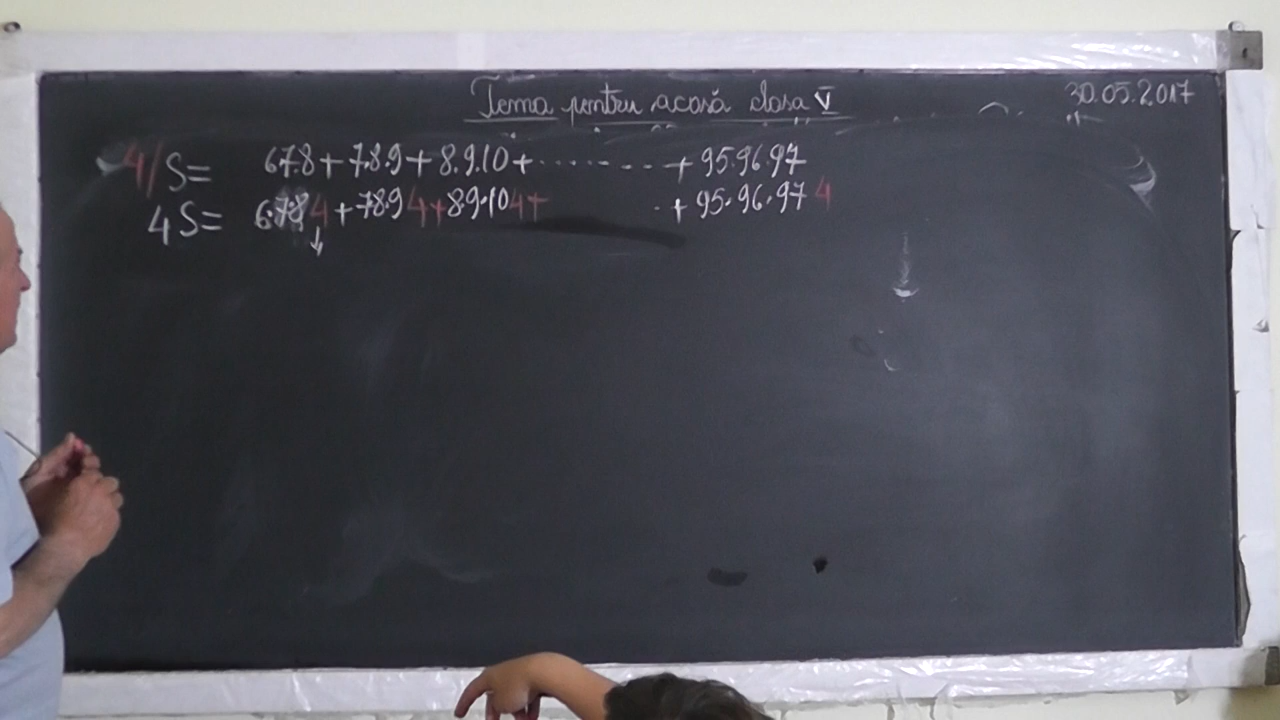 Tema pentru acasă clasa V
30.05.2017
4/ S= 6.7.8+7.8.9+8.9.10+........+95.96.97
4S= 6.7.8 4+7.8.9 4+8.9.10 4+ .+95.96.97 4